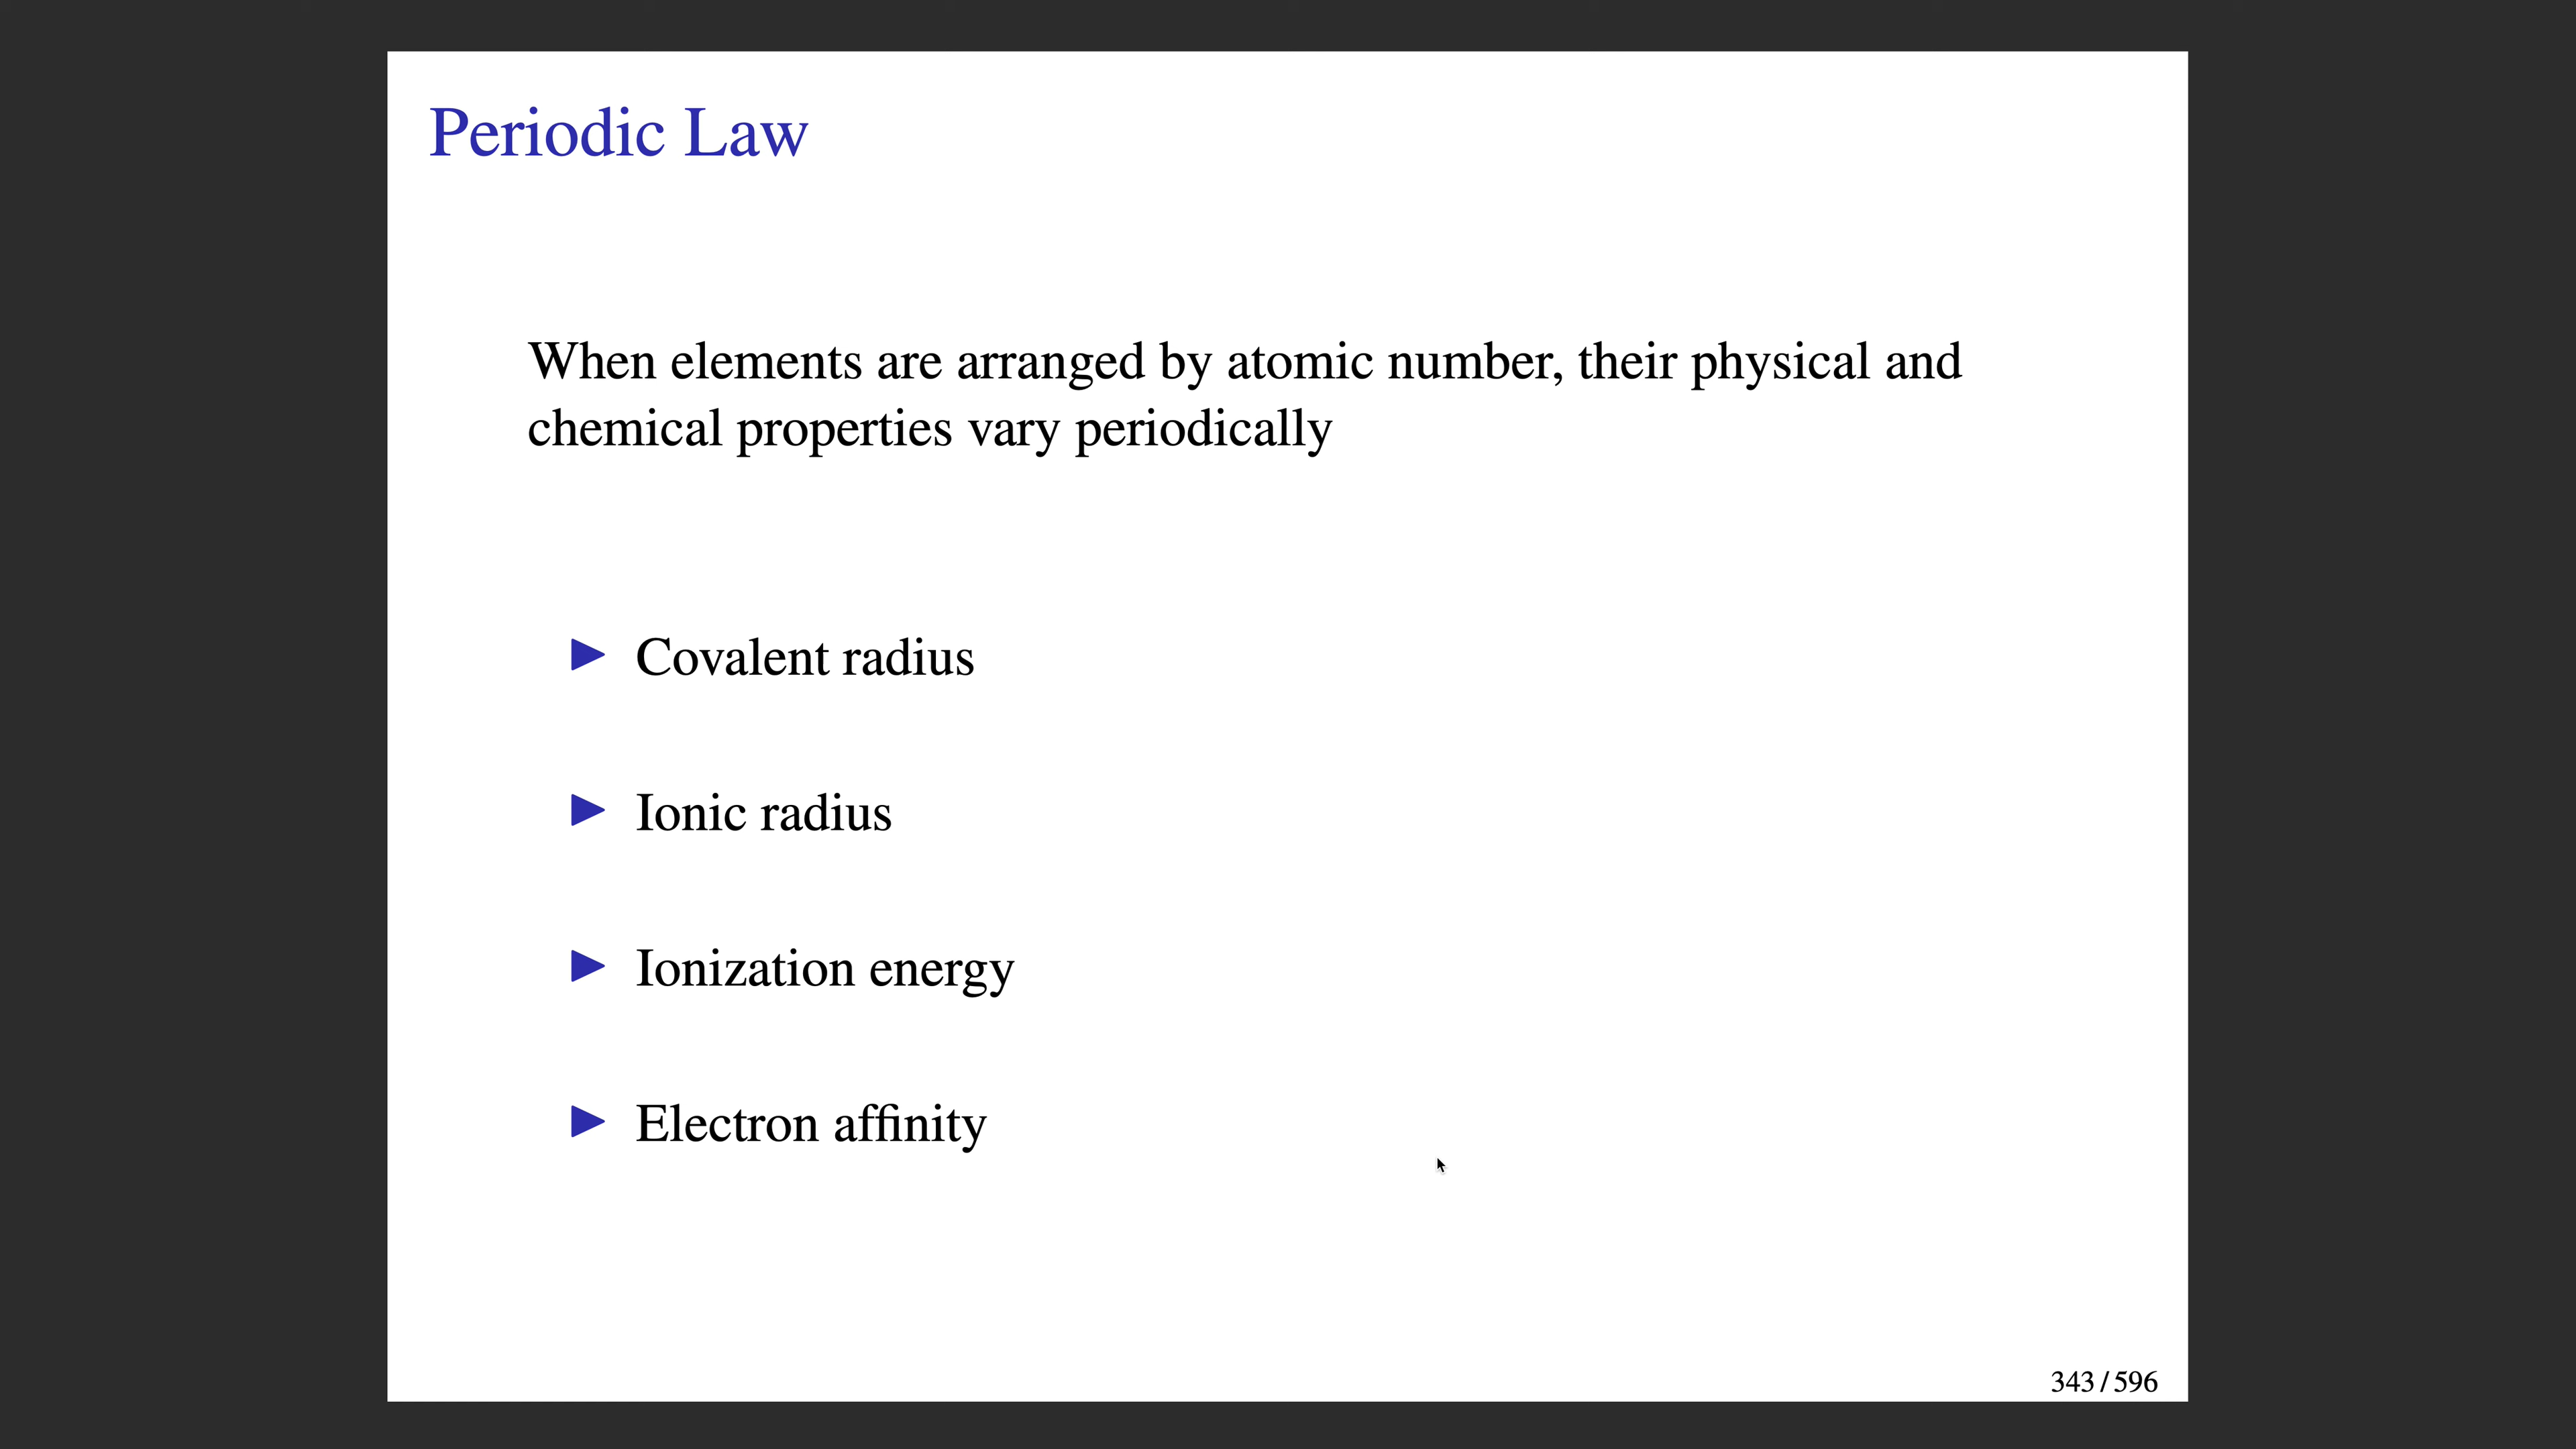 Periodic Law
When elements are arranged by atomic number, their physical and
chemical properties vary periodically
Covalent radius
Ionic radius
Ionization energy
Electron affinity
343 / 596